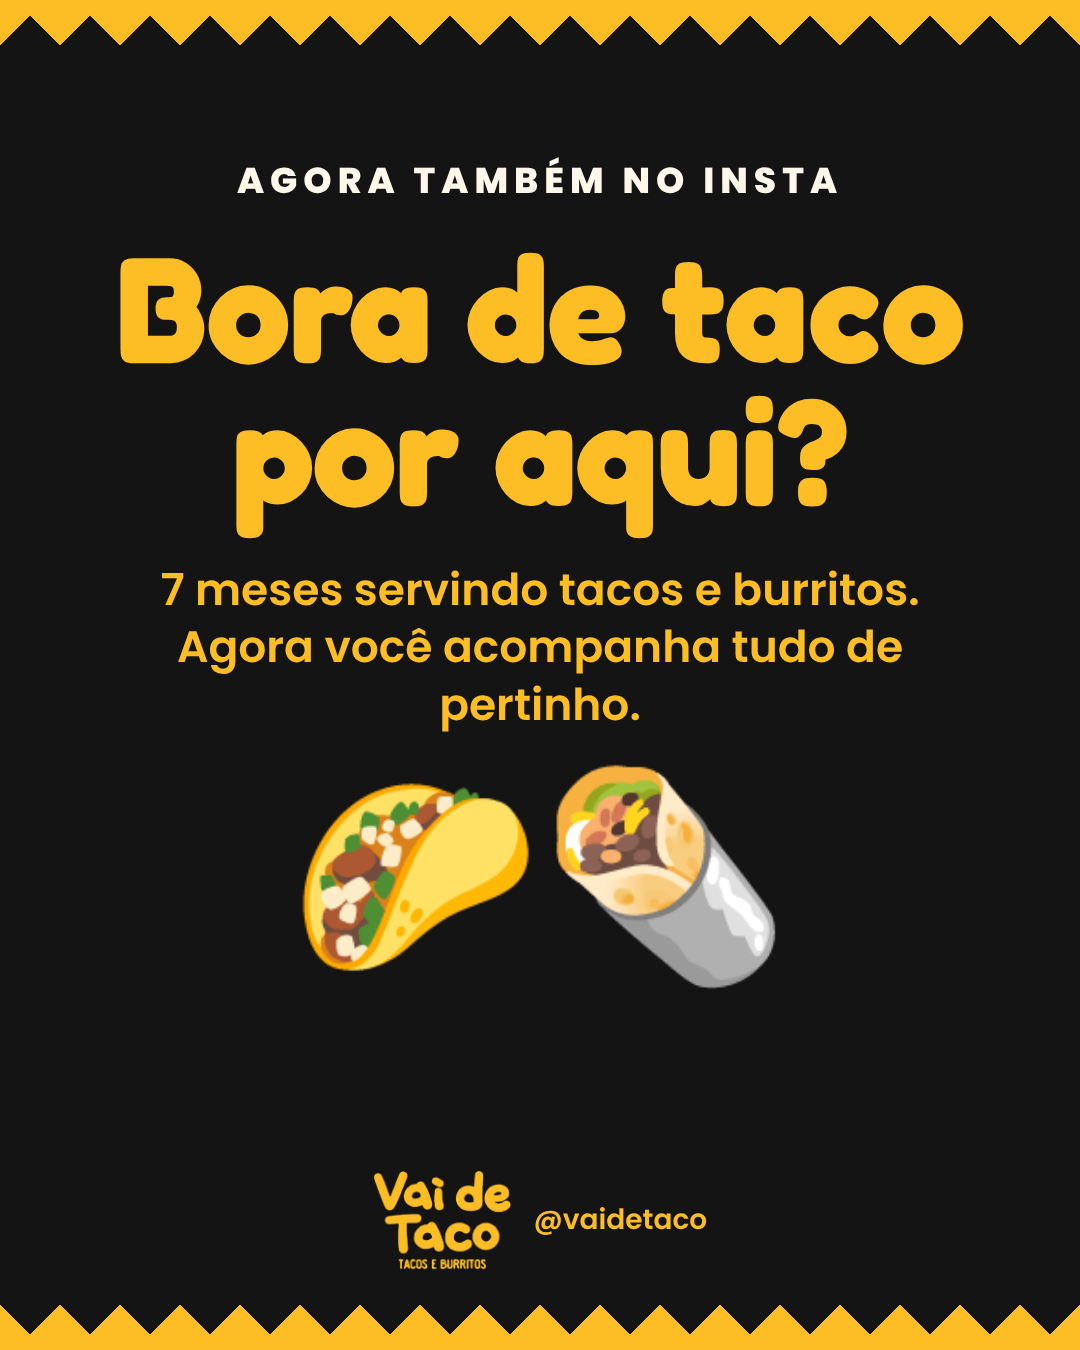 AGORA TAMBÉM NO INSTA
Bora de taco
por aqui?
7 meses servindo tacos e burritos.
Agora você acompanha tudo de
pertinho.
Vai de
Taco
TACOS E BURRITOS
@vaidetaco